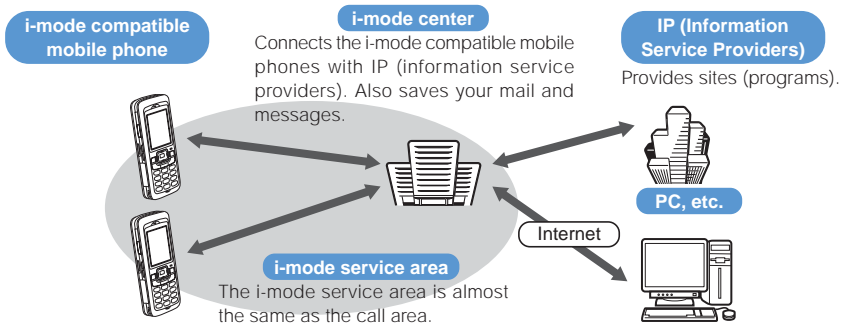 i-mode compatible
mobile phone
i-mode center
Connects the i-mode compatible mobile
phones with IP (information service
providers). Also saves your mail and
messages.
IP (Information
Service Providers)
Provides sites (programs).
PC, etc.
Internet
i-mode service area
The i-mode service area is almost
the same as the call area.